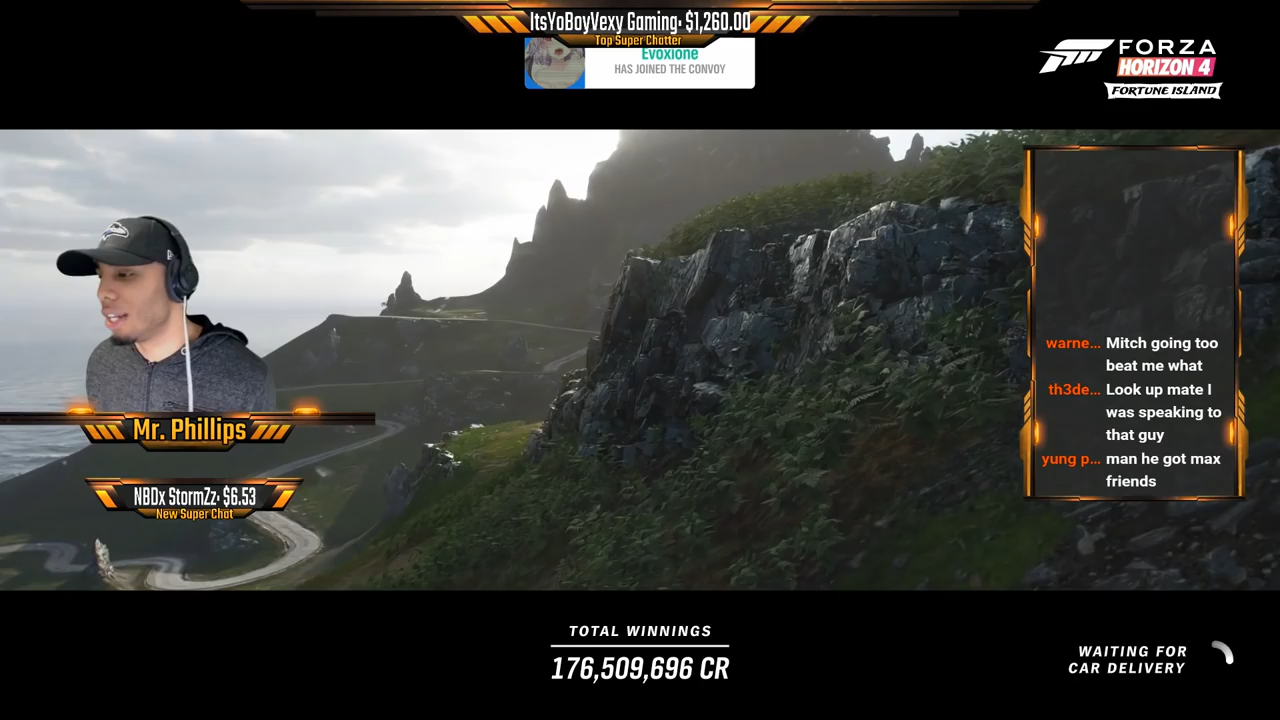 ItsYoBoyVexy Gaming: $1,260.00
Top Super Chatter
Evoxione
HAS JOINED THE CONVOY
FORZA
HORIZON 4
FORTUNE ISLAND
warne... Mitch going too
beat me what
th3de... Look up mate I
was speaking to
that guy
yung p... man he got max
friends
Mr. Phillips
NBDx StormZz: $6.53
New Super Chat
TOTAL WINNINGS
176,509,696 CR
WAITING FOR
CAR DELIVERY